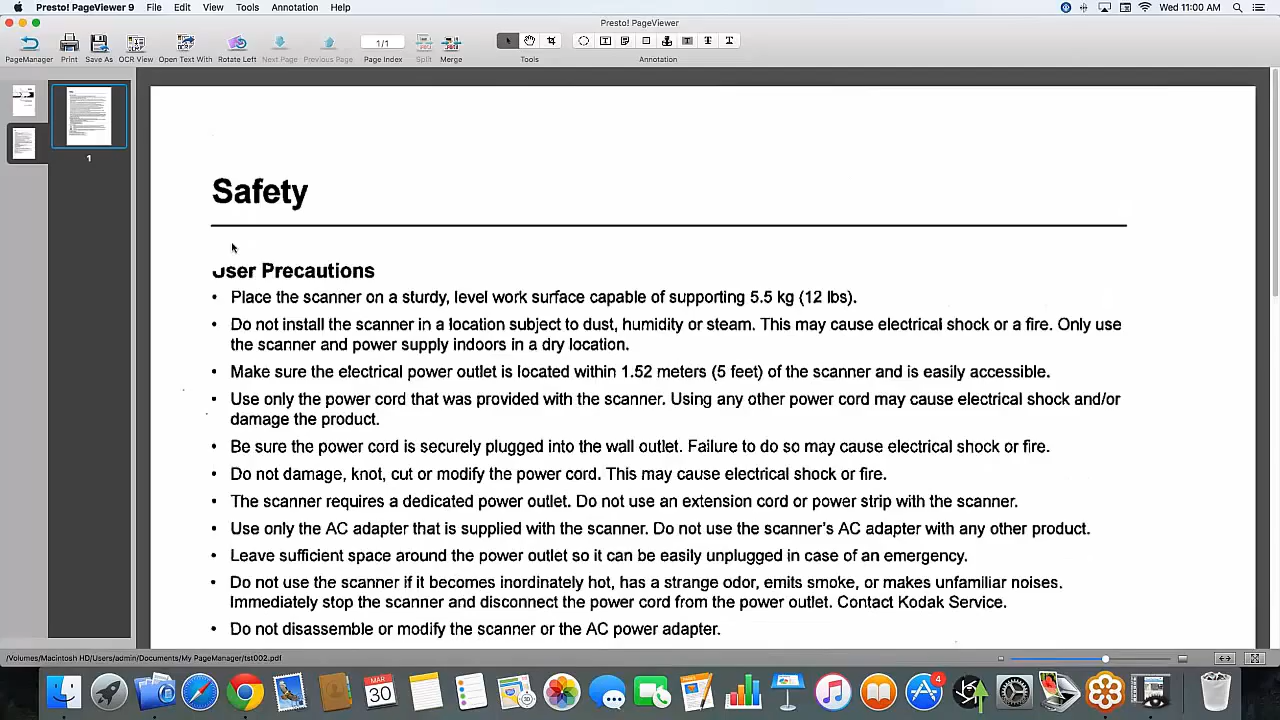 Presto! PageViewer 9 File Edit View Tools Annotation Help Wed 11:00 AM
Presto! PageViewer
1/1
PageManager Print Save As OCR View Open Text With Rotate Left Next Page Previous Page Page Index Split Merge Tools Annotation
1
Safety
User Precautions
• Place the scanner on a sturdy, level work surface capable of supporting 5.5 kg (12 lbs).
• Do not install the scanner in a location subject to dust, humidity or steam. This may cause electrical shock or a fire. Only use
the scanner and power supply indoors in a dry location.
• Make sure the electrical power outlet is located within 1.52 meters (5 feet) of the scanner and is easily accessible.
• Use only the power cord that was provided with the scanner. Using any other power cord may cause electrical shock and/or
damage the product.
• Be sure the power cord is securely plugged into the wall outlet. Failure to do so may cause electrical shock or fire.
• Do not damage, knot, cut or modify the power cord. This may cause electrical shock or fire.
• The scanner requires a dedicated power outlet. Do not use an extension cord or power strip with the scanner.
• Use only the AC adapter that is supplied with the scanner. Do not use the scanner's AC adapter with any other product.
• Leave sufficient space around the power outlet so it can be easily unplugged in case of an emergency.
• Do not use the scanner if it becomes inordinately hot, has a strange odor, emits smoke, or makes unfamiliar noises.
Immediately stop the scanner and disconnect the power cord from the power outlet. Contact Kodak Service.
• Do not disassemble or modify the scanner or the AC power adapter.
/Volumes/Macintosh HD/Users/admin/Documents/My PageManager/tst002.pdf
MAR
30
4